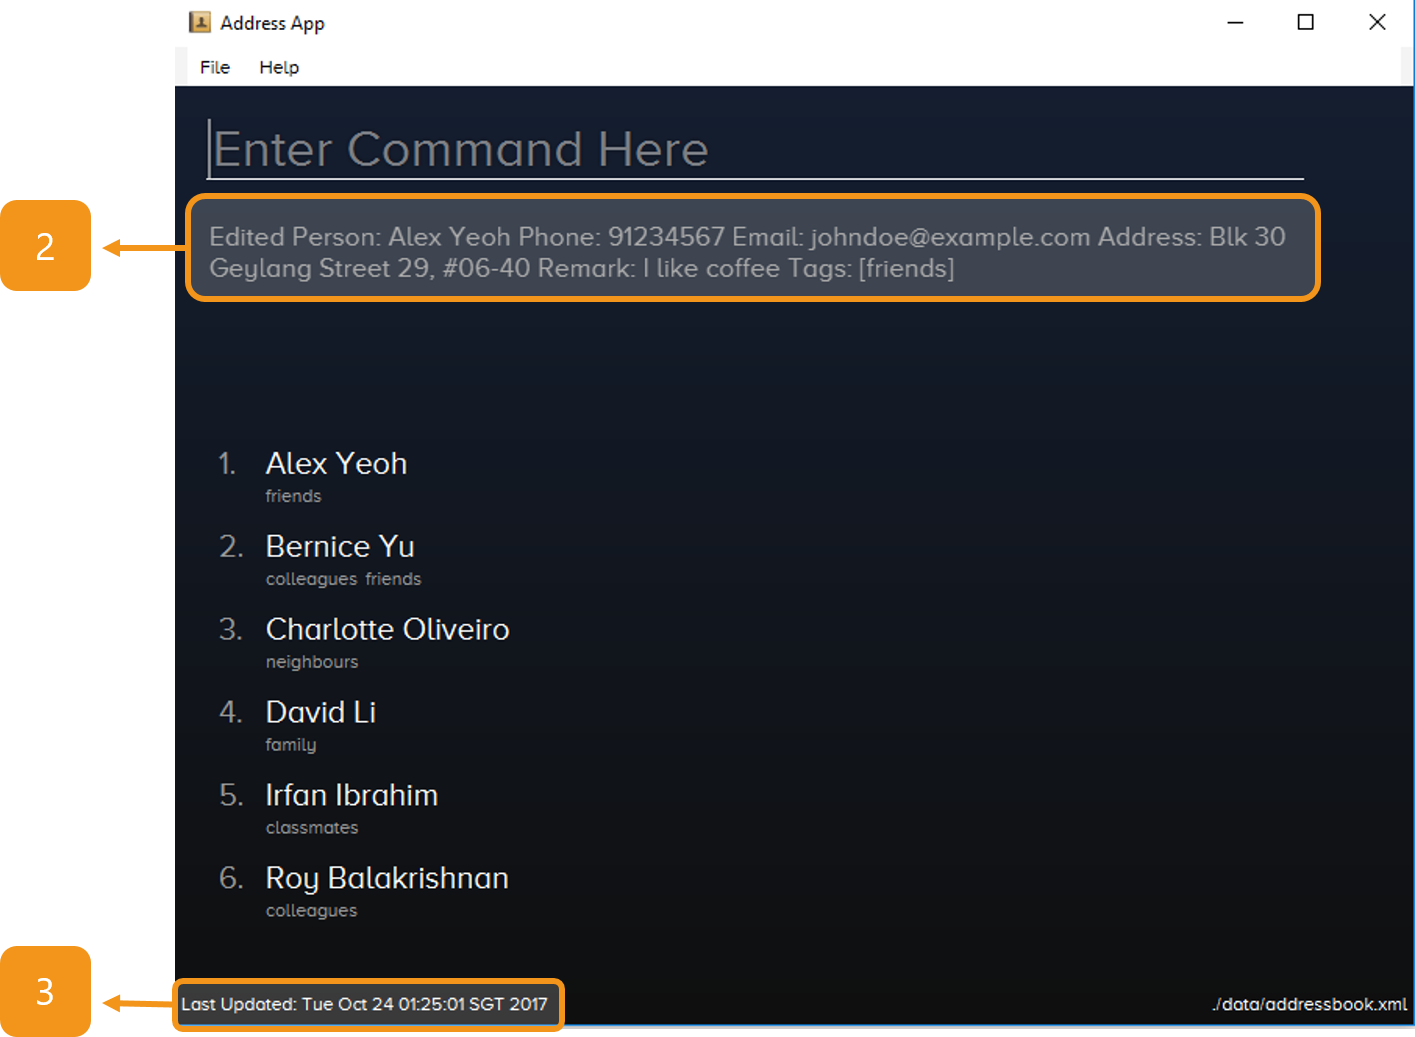 Address App
File Help
Enter Command Here
2
Edited Person: Alex Yeoh Phone: 91234567 Email: johndoe@example.com Address: Blk 30
Geylang Street 29, #06-40 Remark: I like coffee Tags: [friends]
1. Alex Yeoh
friends
2. Bernice Yu
colleagues friends
3. Charlotte Oliveiro
neighbours
4. David Li
family
5. Irfan Ibrahim
classmates
6. Roy Balakrishnan
colleagues
3
Last Updated: Tue Oct 24 01:25:01 SGT 2017
./data/addressbook.xml